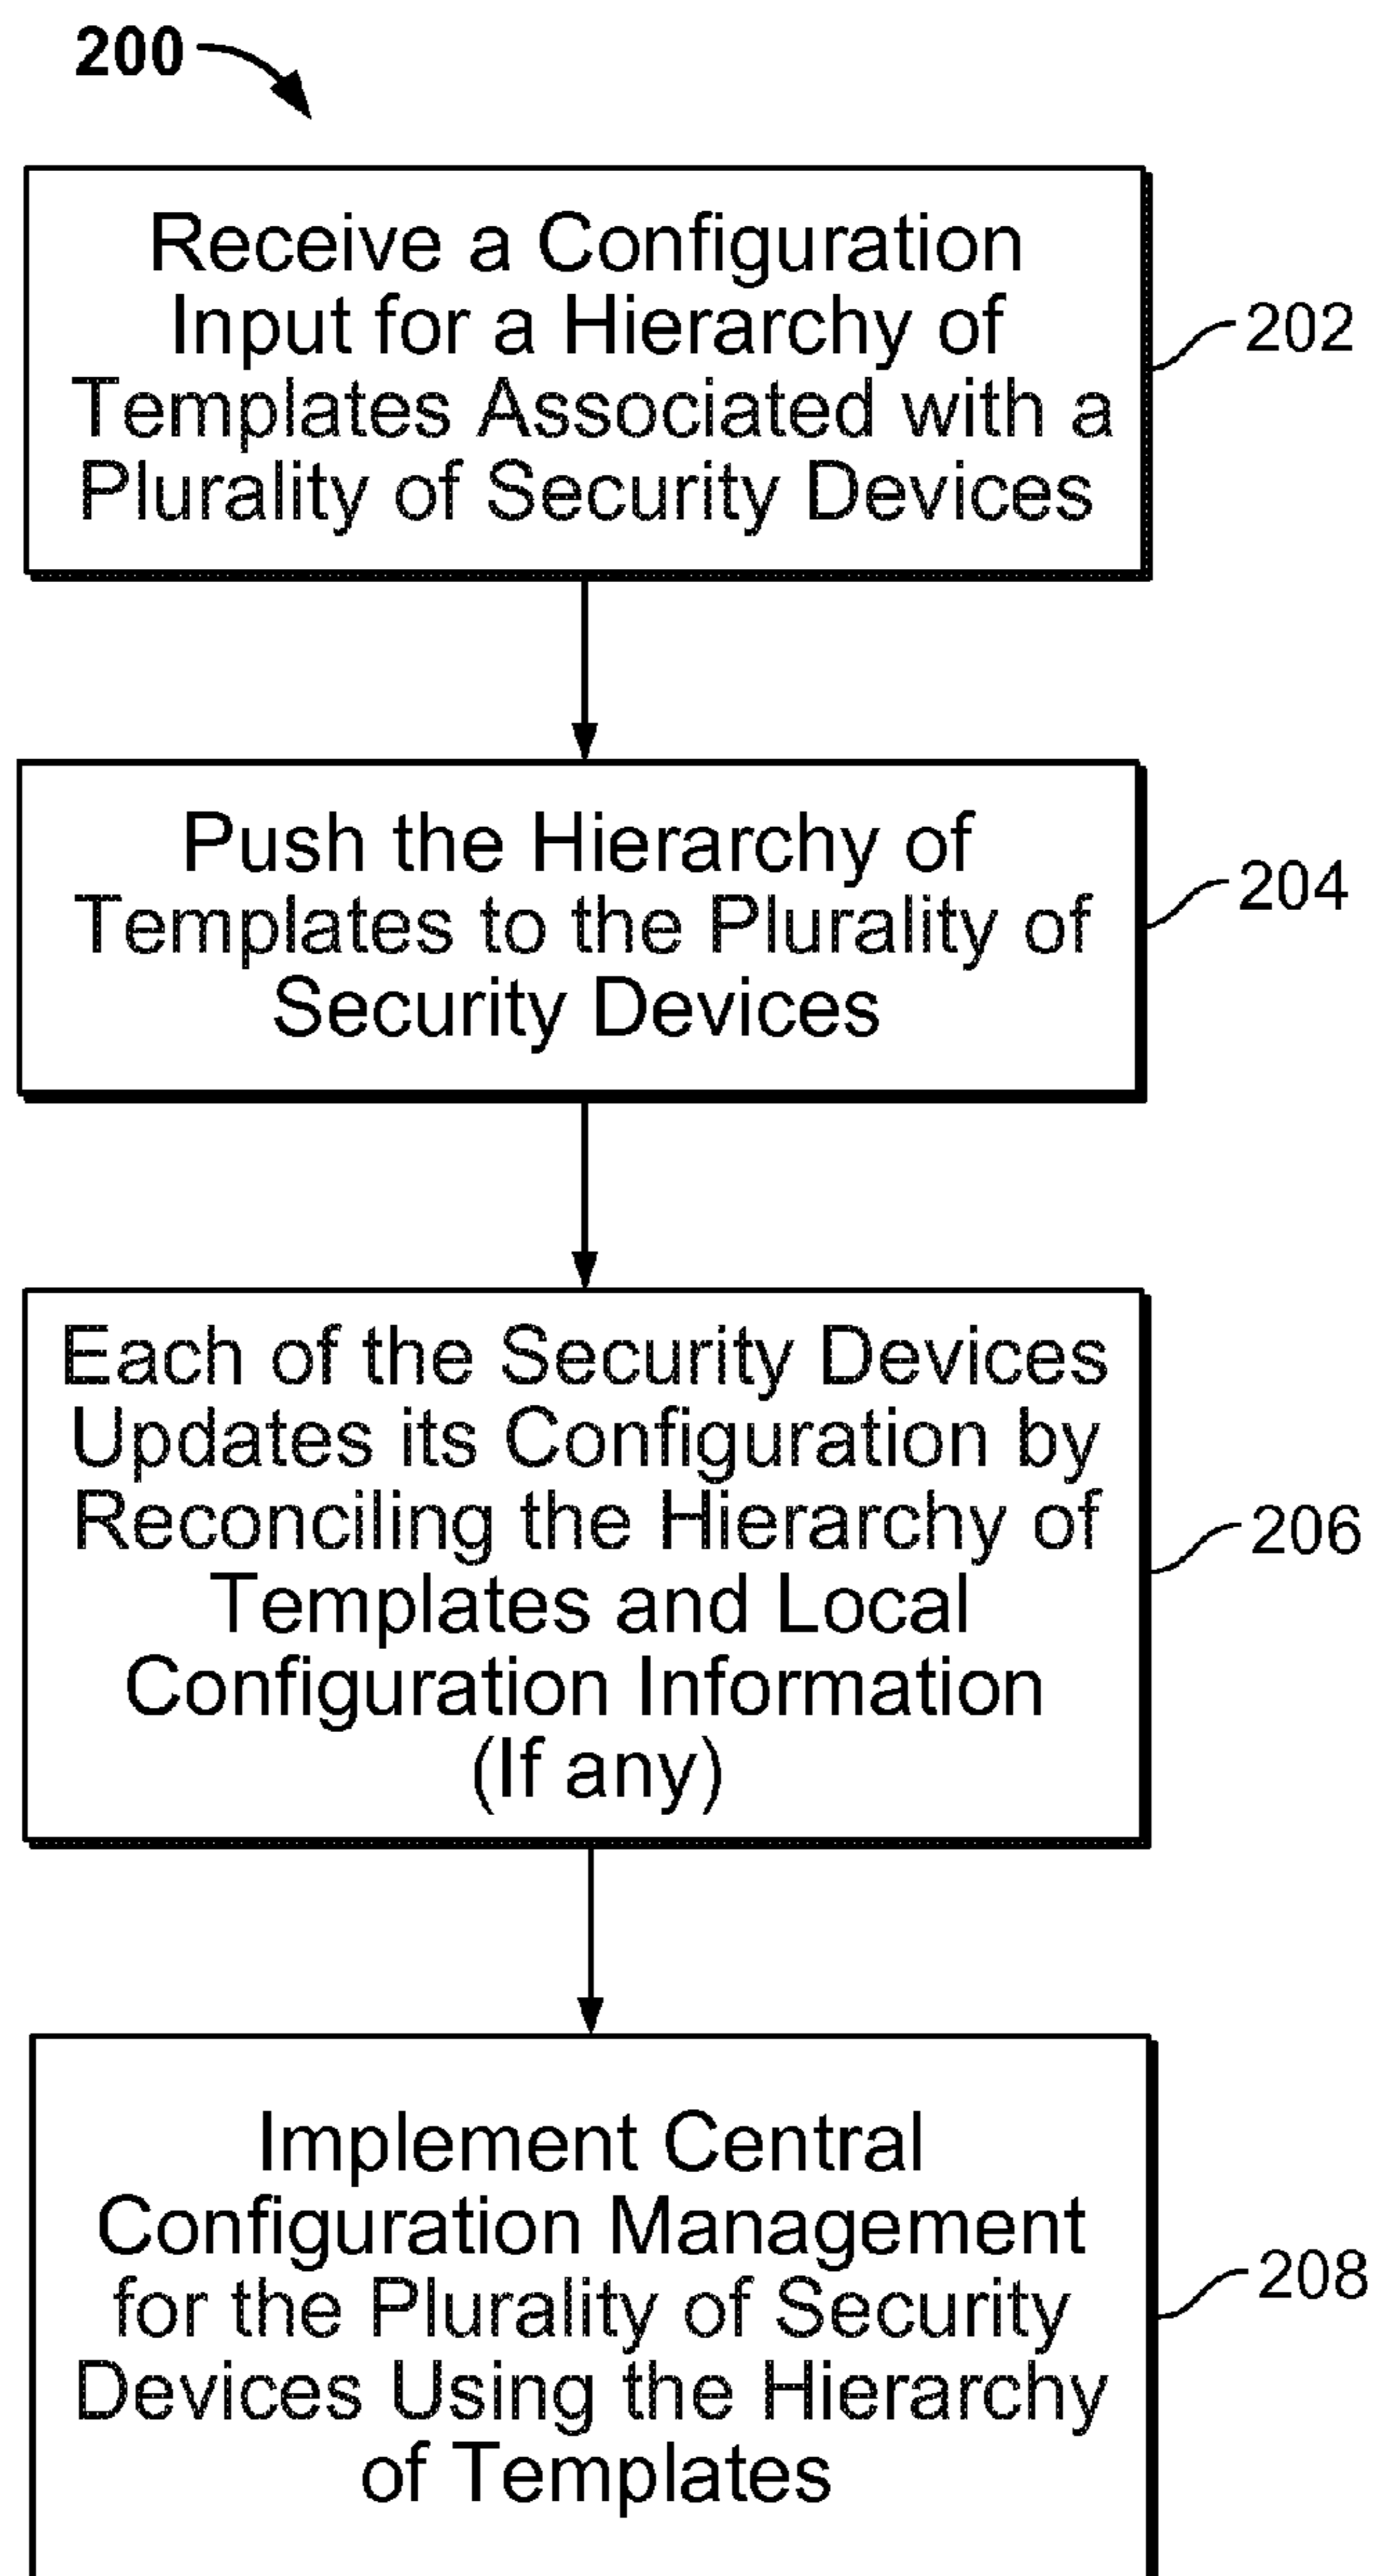 200
Receive a Configuration
Input for a Hierarchy of
Templates Associated with a
Plurality of Security Devices
202
Push the Hierarchy of
Templates to the Plurality of
Security Devices
204
Each of the Security Devices
Updates its Configuration by
Reconciling the Hierarchy of
Templates and Local
Configuration Information
(If any)
206
Implement Central
Configuration Management
for the Plurality of Security
Devices Using the Hierarchy
of Templates
208